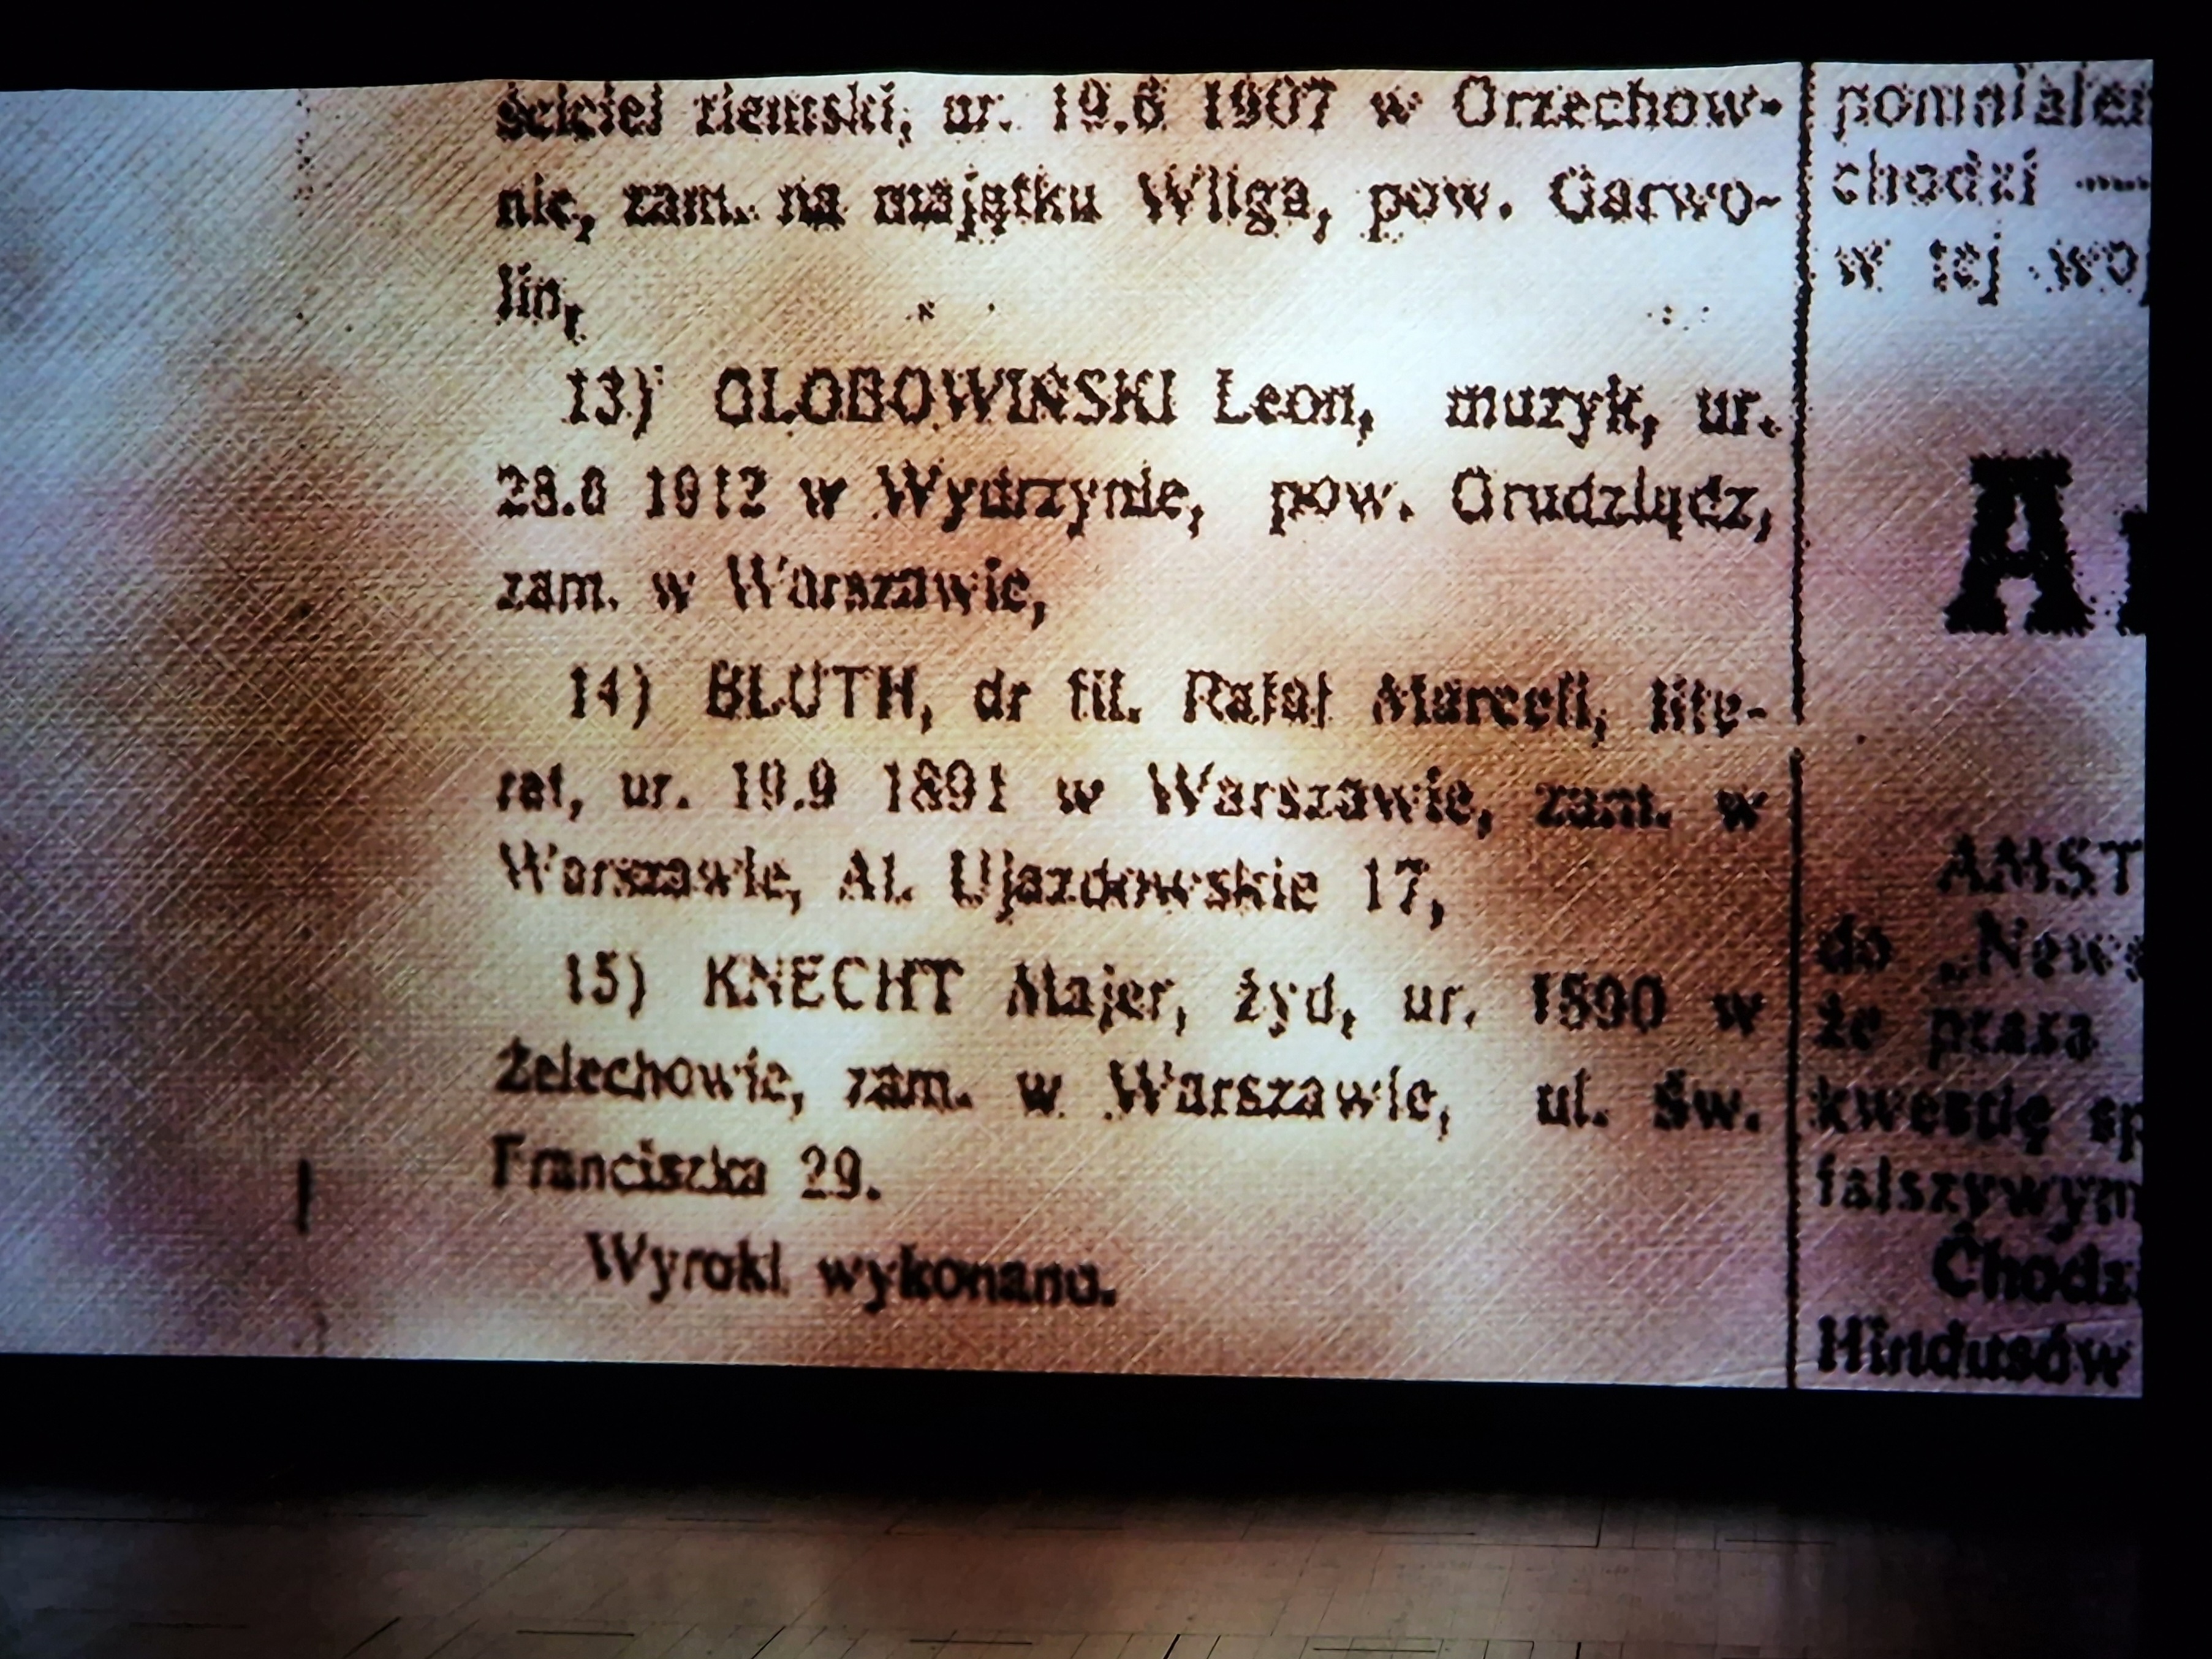 ściciel ziemski, ur. 19.6 1907 w Orzechow-
nie, zam. na majątku Wilga, pow. Garwo-
lin,
13) GLOBOWIŃSKI Leon, muzyk, ur.
28.6 1912 w Wydrzynie, pow. Grudziądz,
zam. w Warszawie,
14) BLUTH, dr fil. Rafał Marceli, lite-
rat, ur. 19.9 1891 w Warszawie, zam. w
Warszawie, Al. Ujazdowskie 17,
15) KNECHT Majer, żyd, ur. 1890 w
Żelechowie, zam. w Warszawie, ul. Św.
Franciszka 29.
Wyroki wykonano.
chodzi —
w tej
A
AMST
do „News
że prasa
kwestię sp
fałszywym
Chodzi
Hindusów